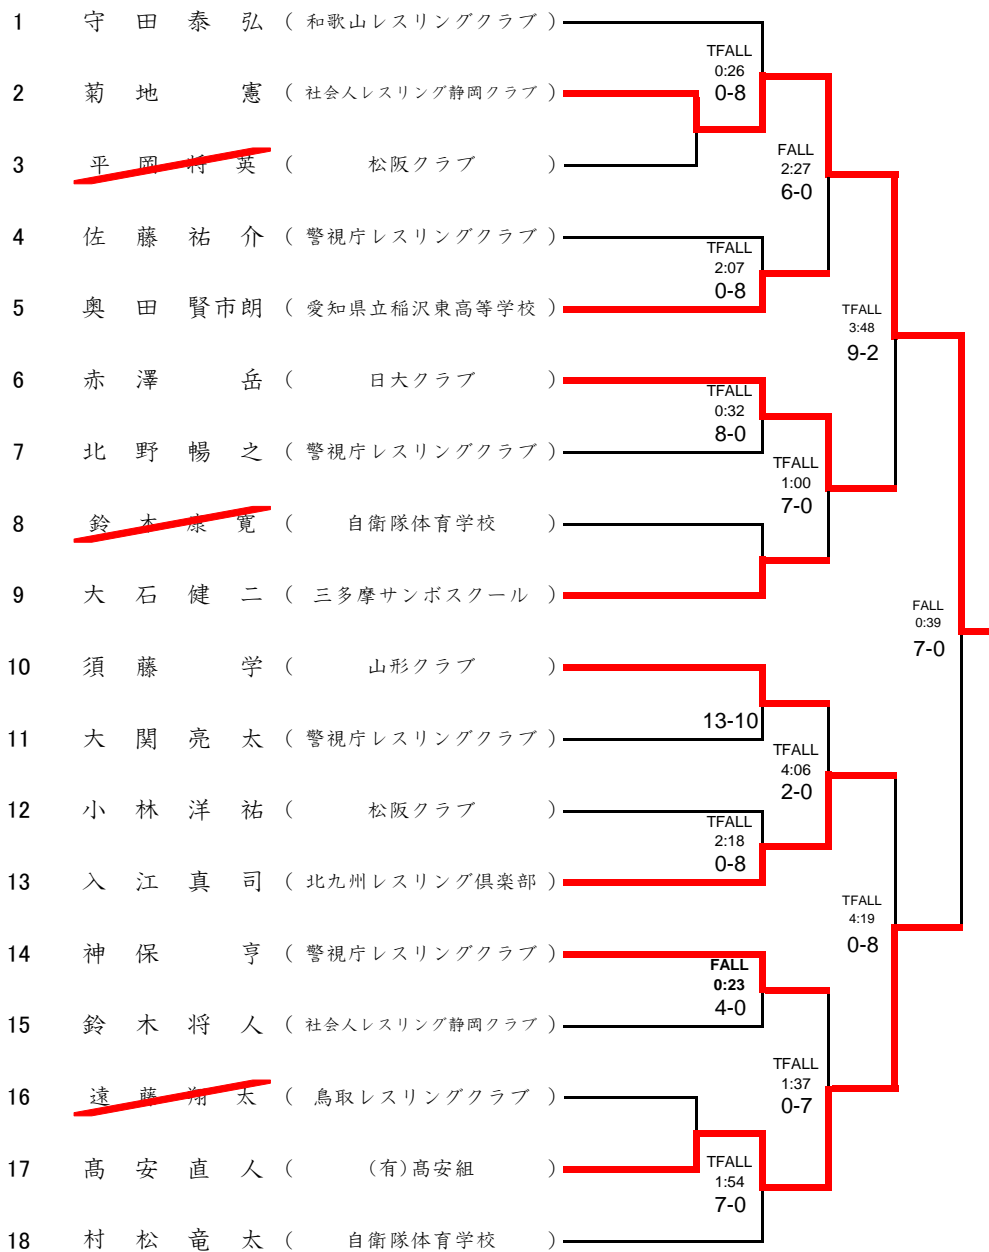 1 守田泰弘 ( 和歌山レスリングクラブ )
TFALL
0:26
0-8
2 菊地憲 ( 社会人レスリング静岡クラブ )
3 平岡将英 ( 松阪クラブ )
FALL
2:27
6-0
4 佐藤祐介 ( 警視庁レスリングクラブ )
TFALL
2:07
0-8
5 奥田賢市朗 ( 愛知県立稲沢東高等学校 )
TFALL
3:48
9-2
6 赤澤岳 ( 日大クラブ )
TFALL
0:32
8-0
7 北野暢之 ( 警視庁レスリングクラブ )
TFALL
1:00
7-0
8 鈴木康寛 ( 自衛隊体育学校 )
9 大石健二 ( 三多摩サンボスクール )
FALL
0:39
7-0
10 須藤学 ( 山形クラブ )
13-10
11 大関亮太 ( 警視庁レスリングクラブ )
TFALL
4:06
2-0
12 小林洋祐 ( 松阪クラブ )
TFALL
2:18
0-8
13 入江真司 ( 北九州レスリング倶楽部 )
TFALL
4:19
0-8
14 神保亨 ( 警視庁レスリングクラブ )
FALL
0:23
4-0
15 鈴木将人 ( 社会人レスリング静岡クラブ )
TFALL
1:37
0-7
16 遠藤翔太 ( 鳥取レスリングクラブ )
17 髙安直人 ( (有)髙安組 )
TFALL
1:54
7-0
18 村松竜太 ( 自衛隊体育学校 )